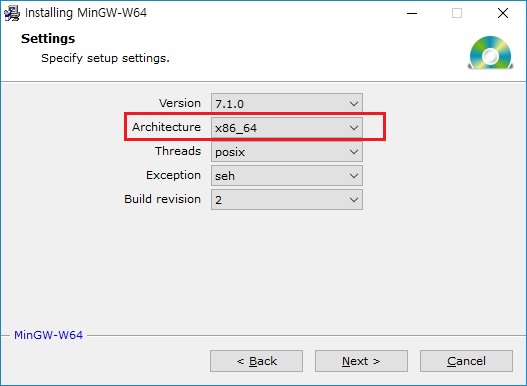 Installing MinGW-W64
Settings
Specify setup settings.
Version 7.1.0
Architecture x86_64
Threads posix
Exception seh
Build revision 2
MinGW-W64
< Back Next > Cancel